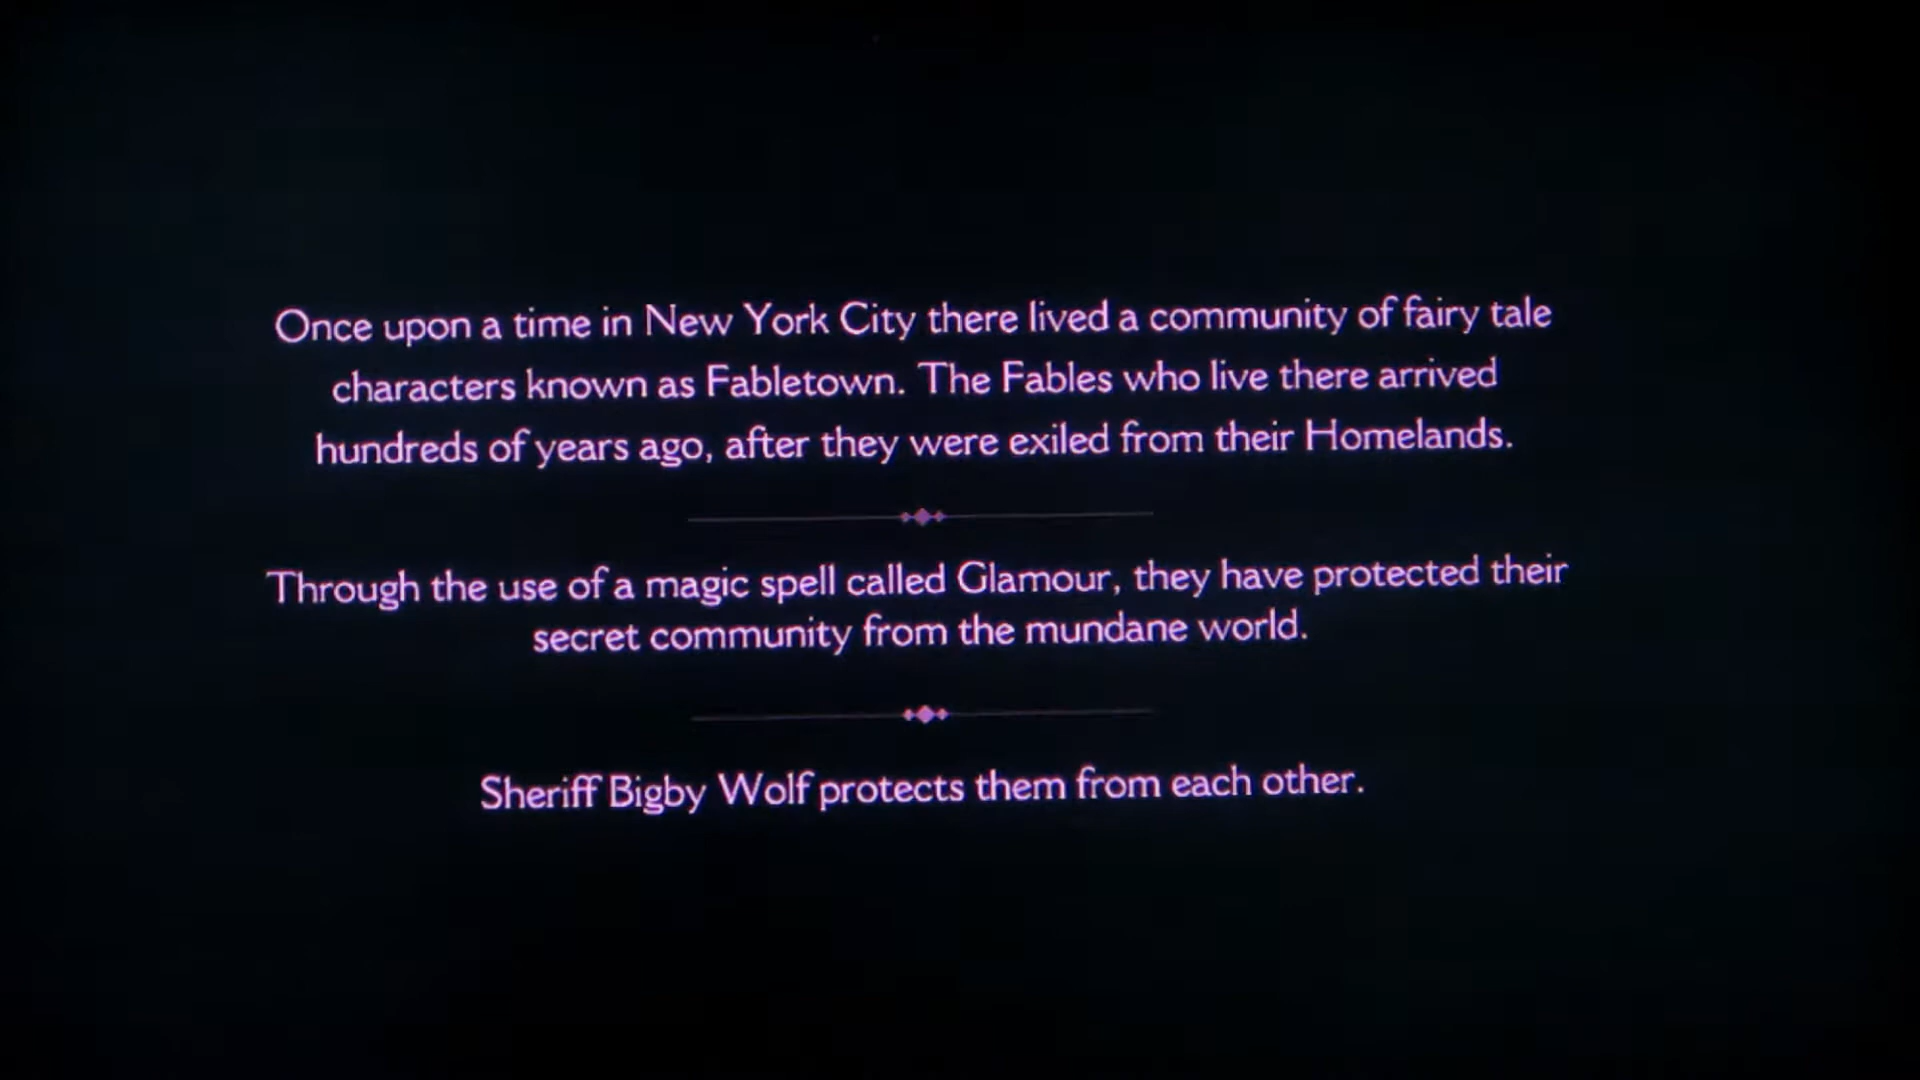 Once upon a time in New York City there lived a community of fairy tale
characters known as Fabletown. The Fables who live there arrived
hundreds of years ago, after they were exiled from their Homelands.
Through the use of a magic spell called Glamour, they have protected their
secret community from the mundane world.
Sheriff Bigby Wolf protects them from each other.